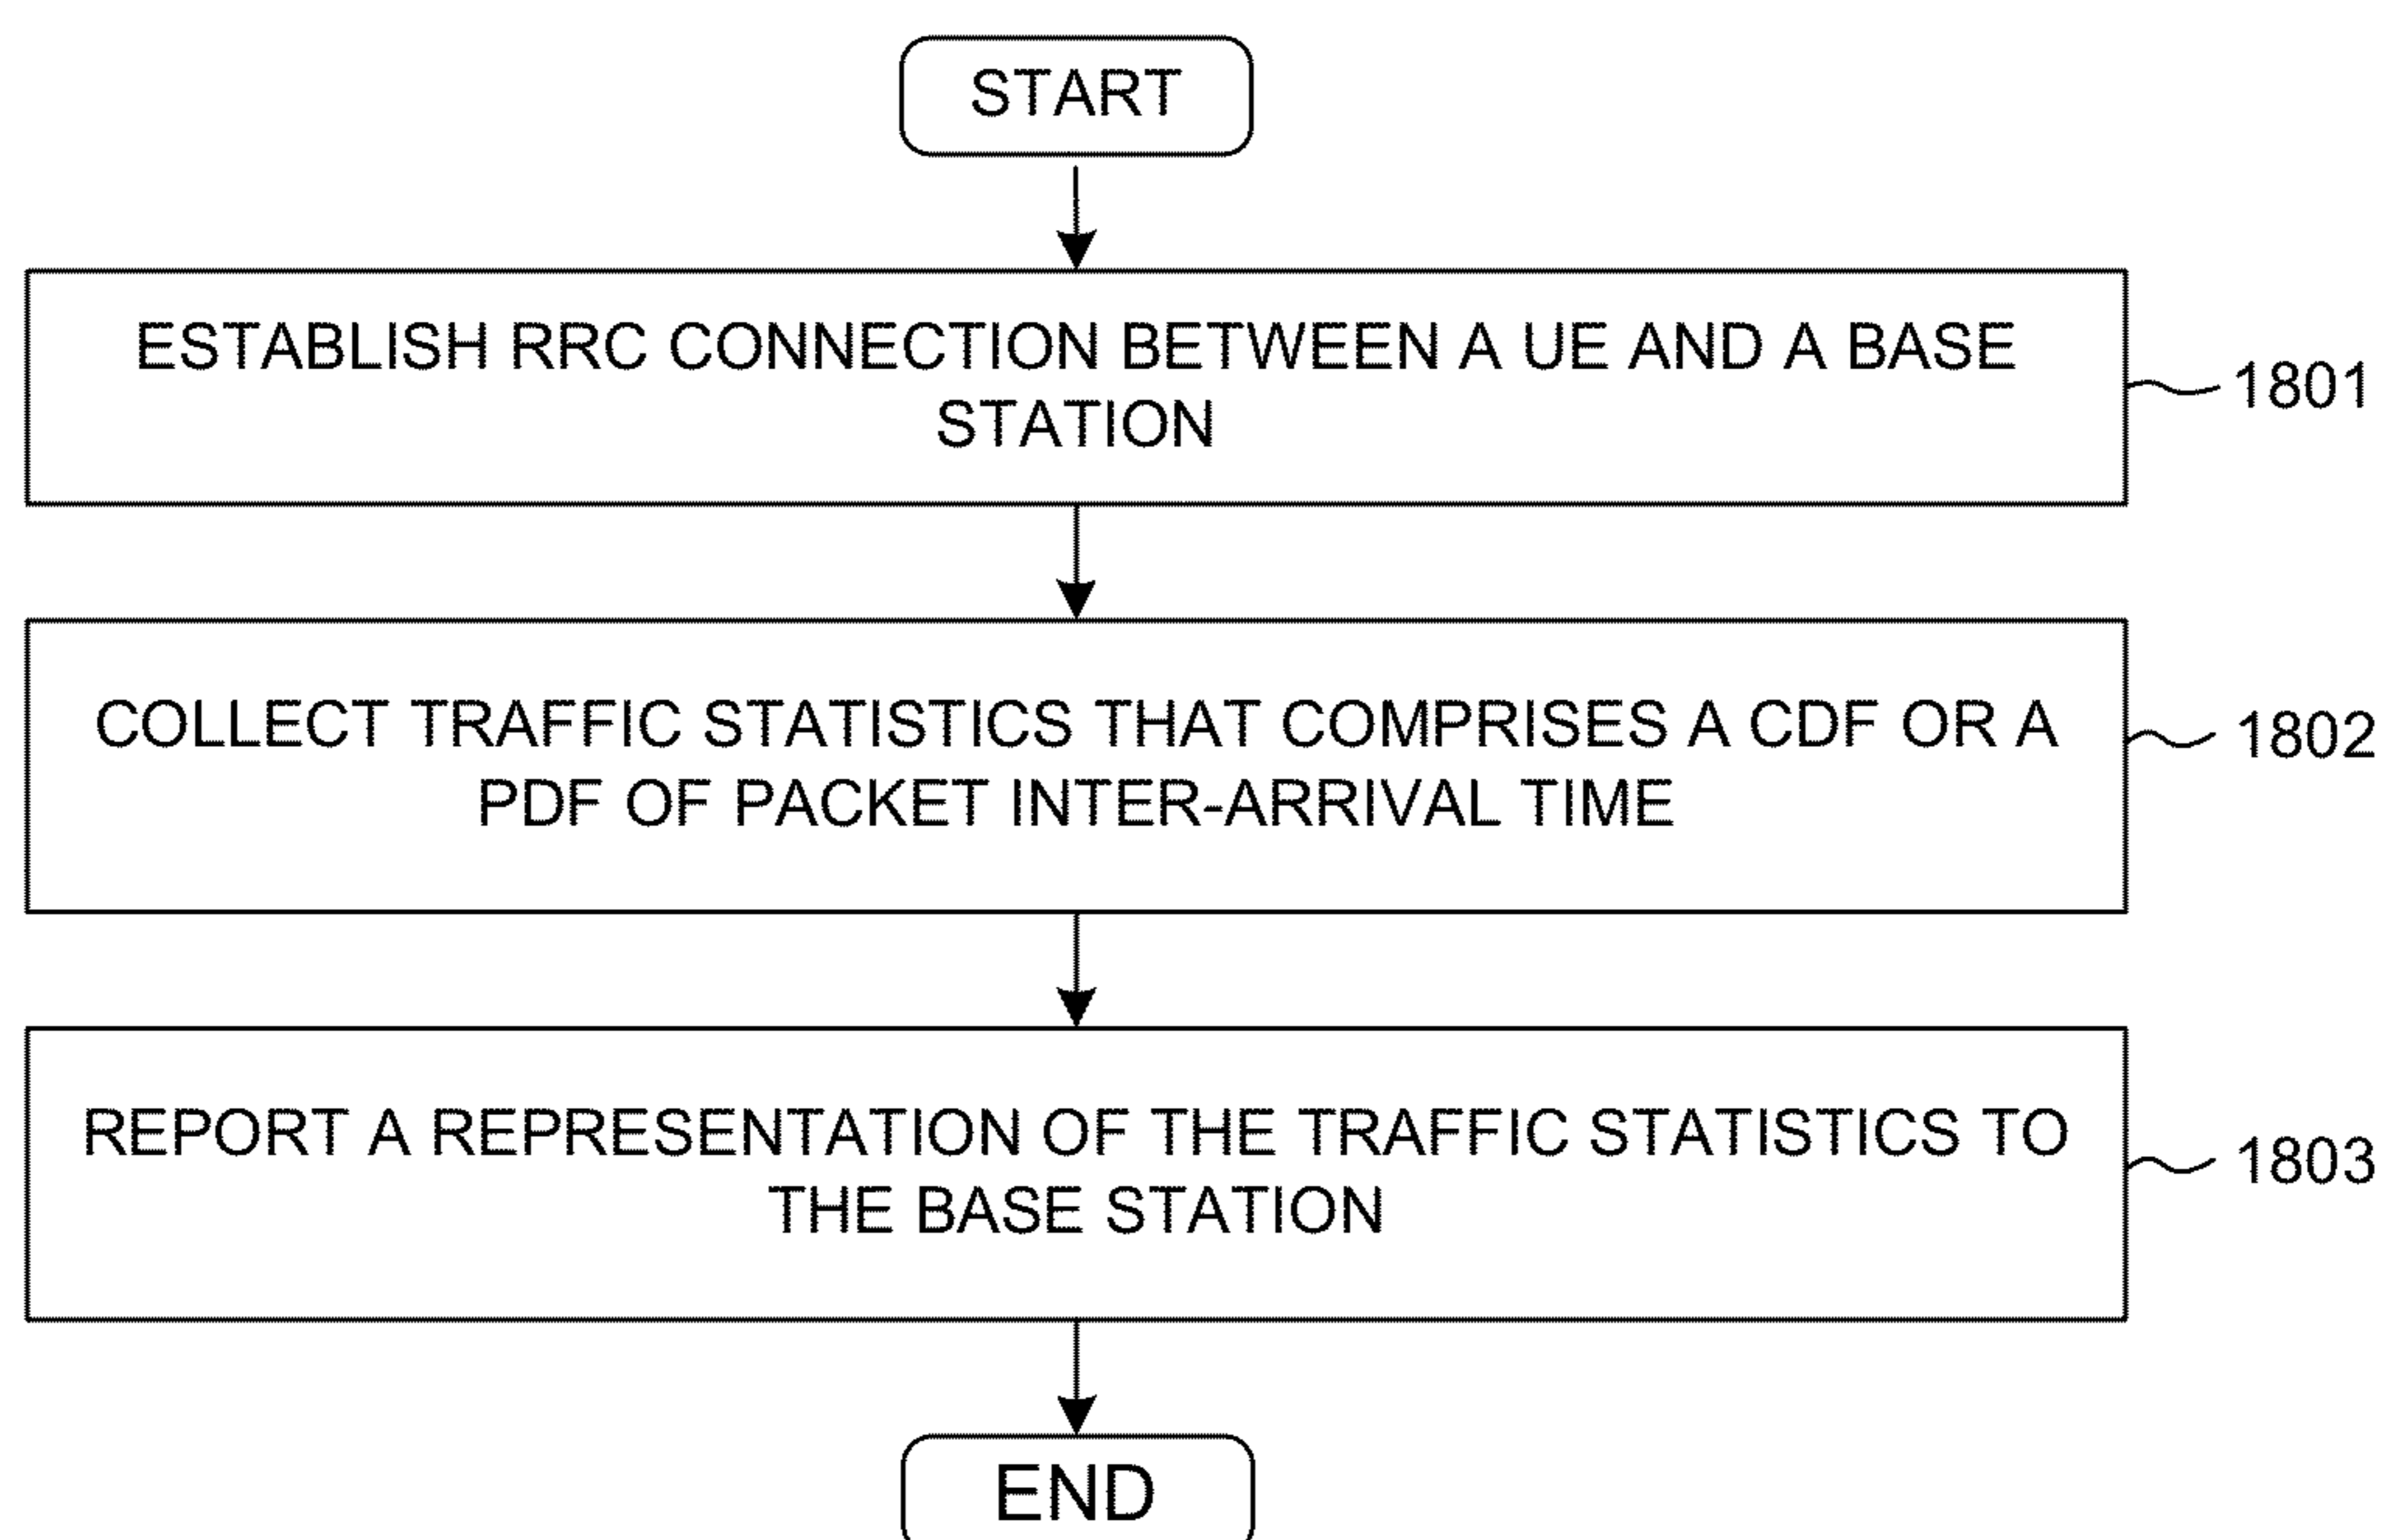 START
ESTABLISH RRC CONNECTION BETWEEN A UE AND A BASE
STATION
1801
COLLECT TRAFFIC STATISTICS THAT COMPRISES A CDF OR A
PDF OF PACKET INTER-ARRIVAL TIME
1802
REPORT A REPRESENTATION OF THE TRAFFIC STATISTICS TO
THE BASE STATION
1803
END